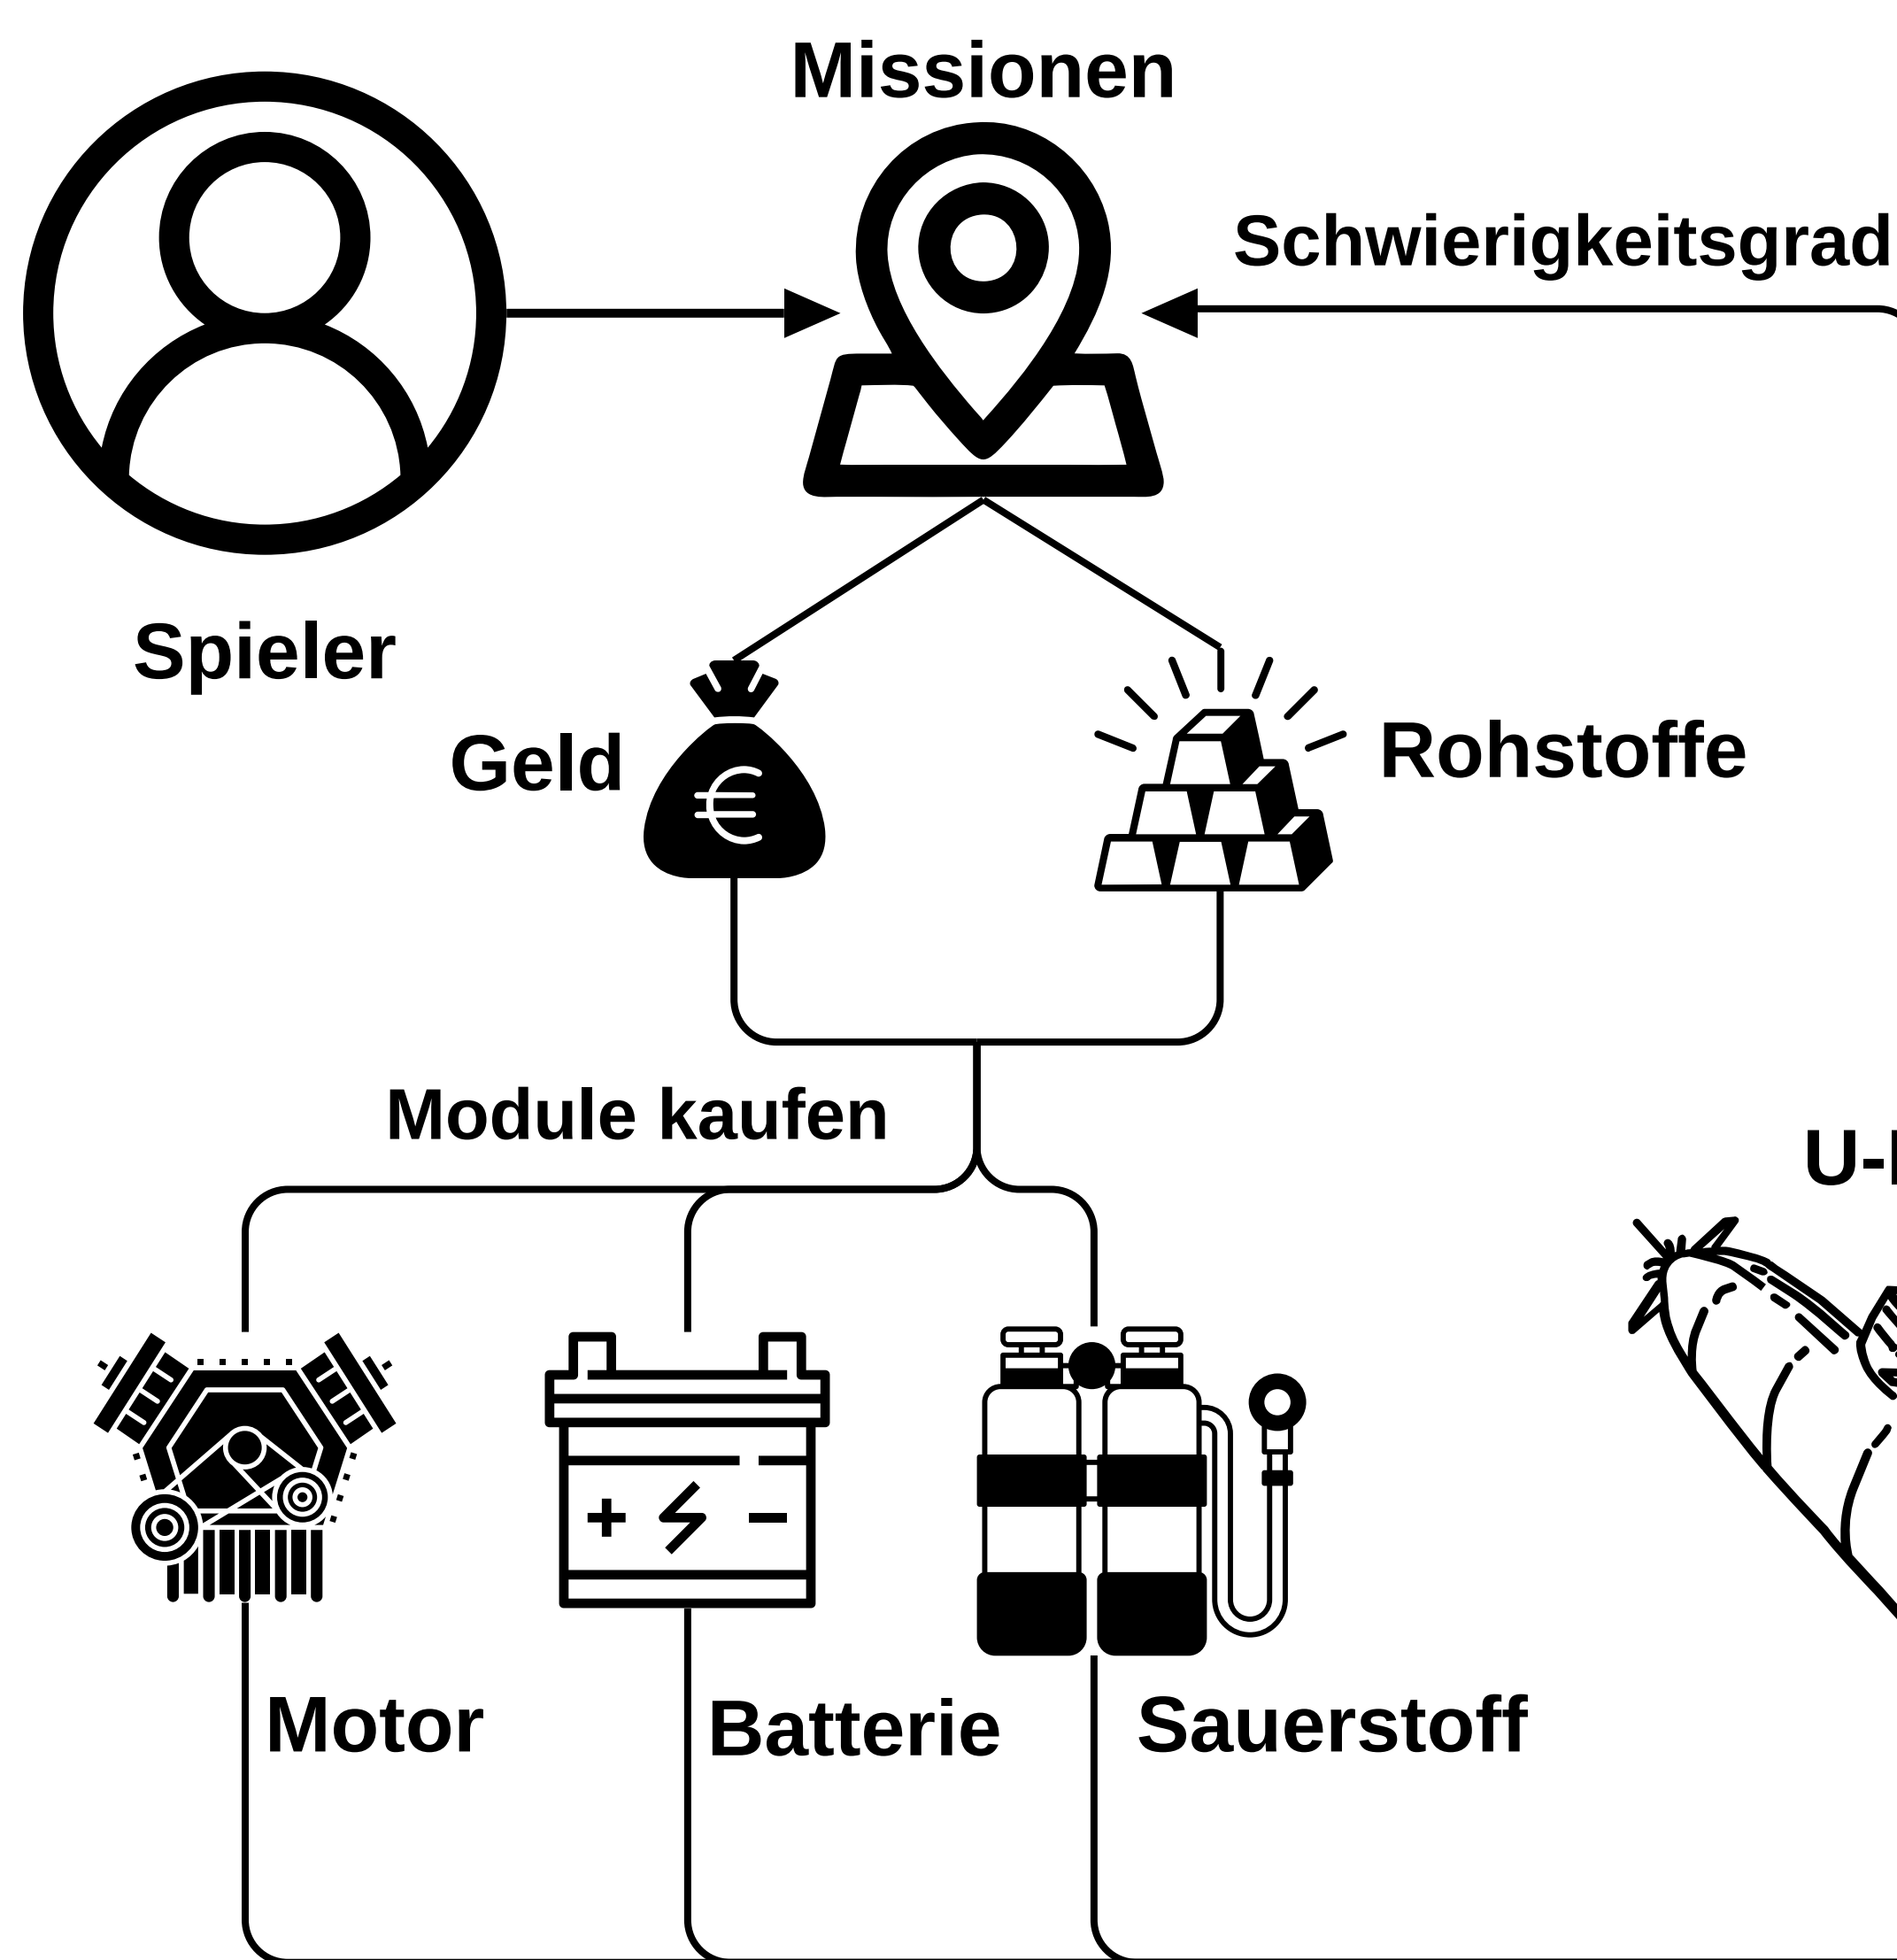 Missionen
Schwierigkeitsgrad
Spieler
Geld
Rohstoffe
Module kaufen
Motor
Batterie
Sauerstoff